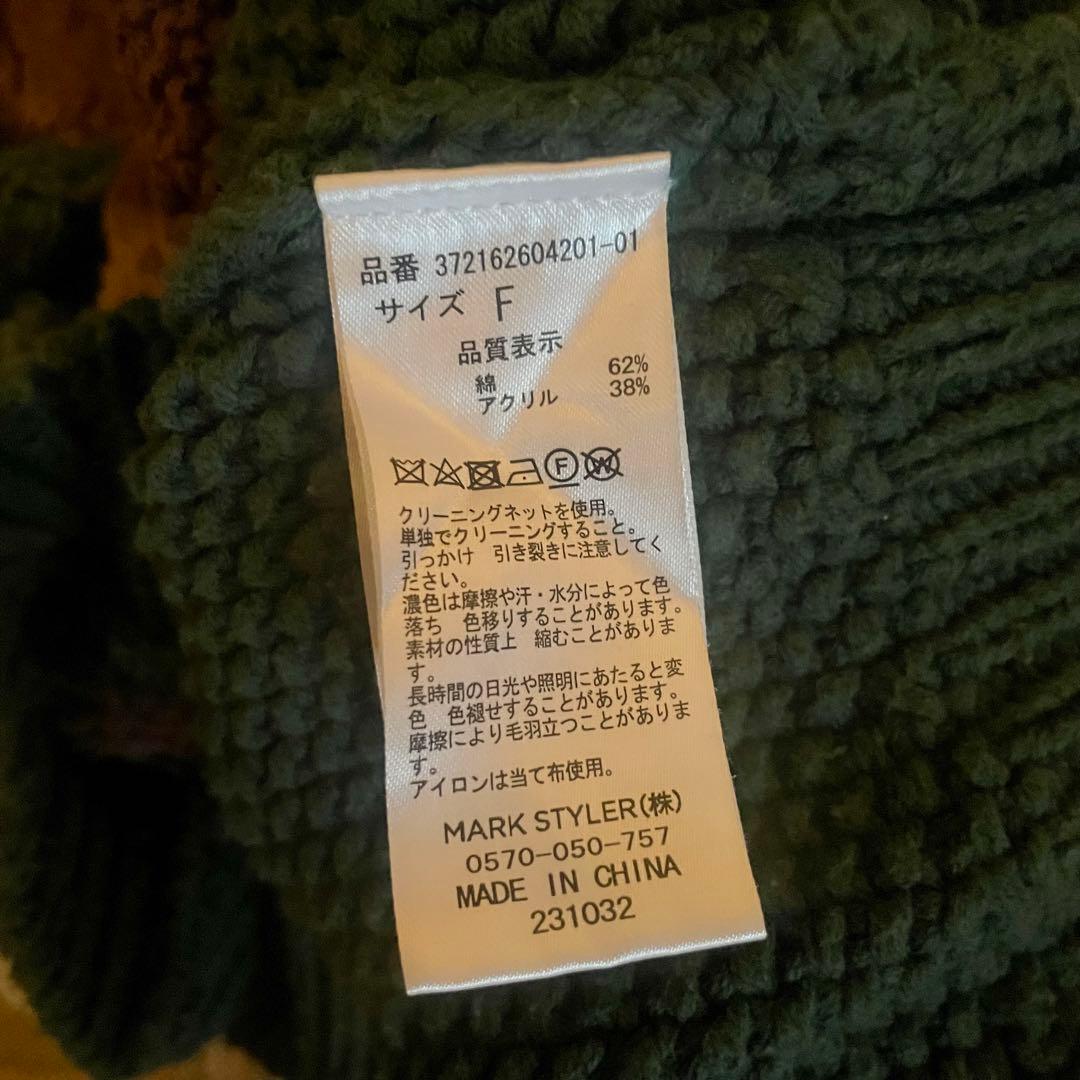 品番 372162604201-01
サイズ F
品質表示
綿 62%
アクリル 38%
F W
クリーニングネットを使用。
単独でクリーニングすること。
引っかけ 引き裂きに注意してく
ださい。
濃色は摩擦や汗・水分によって色
落ち 色移りすることがあります。
素材の性質上 縮むことがありま
す。
長時間の日光や照明にあたると変
色 色褪せすることがあります。
摩擦により毛羽立つことがありま
す。
アイロンは当て布使用。
MARK STYLER(株)
0570-050-757
MADE IN CHINA
231032